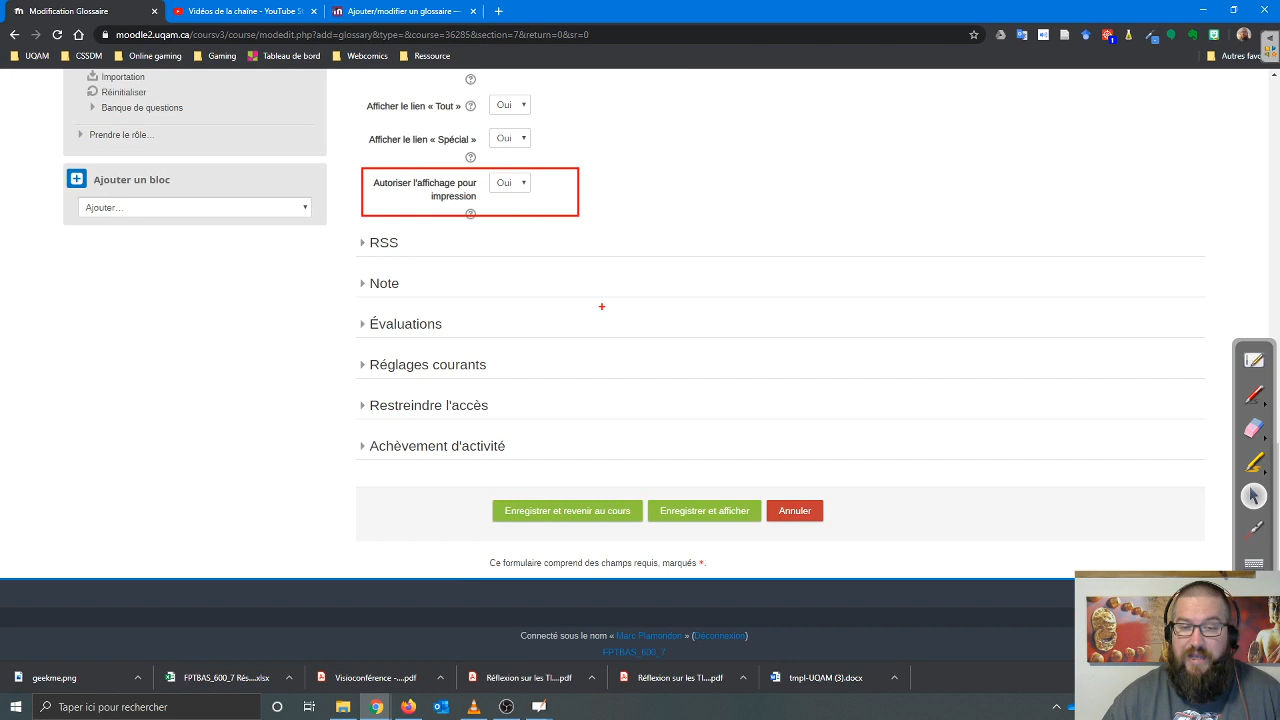 Modification Glossaire
Vidéos de la chaîne - YouTube St
Ajouter/modifier un glossaire —
moodle2.uqam.ca/coursv3/course/modedit.php?add=glossary&type=&course=36285&section=7&return=0&sr=0
UQAM
CSSDM
Online gaming
Gaming
Tableau de bord
Webcomics
Ressource
Autres favo
Importation
Réinitialiser
Banque de questions
Prendre le rôle...
Ajouter un bloc
Ajouter...
Afficher le lien « Tout »
Oui
Afficher le lien « Spécial »
Oui
Autoriser l'affichage pour
impression
Oui
RSS
Note
Évaluations
Réglages courants
Restreindre l'accès
Achèvement d'activité
Enregistrer et revenir au cours
Enregistrer et afficher
Annuler
Ce formulaire comprend des champs requis, marqués *.
Connecté sous le nom « Marc Plamondon » (Déconnexion)
FPTBAS_600_7
geekme.png
FPTBAS_600_7 Rés....xlsx
Visioconférence -....pdf
Réflexion sur les TI....pdf
Réflexion sur les TI....pdf
tmpl-UQAM (3).docx
Taper ici pour rechercher